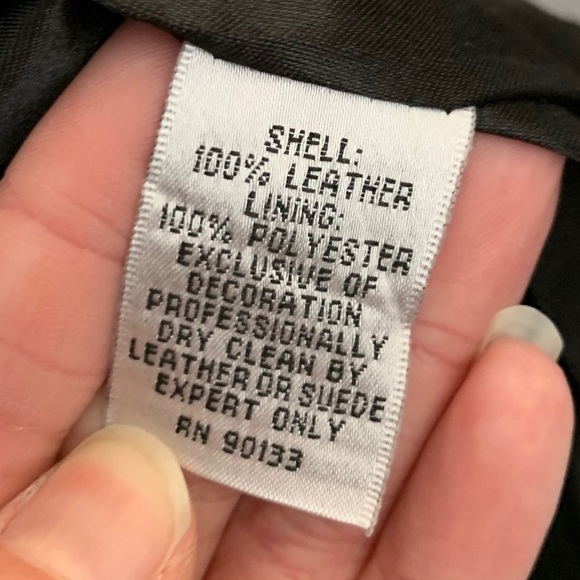 SHELL:
100% LEATHER
LINING:
100% POLYESTER
EXCLUSIVE OF
DECORATION
PROFESSIONALLY
DRY CLEAN BY
LEATHER OR SUEDE
EXPERT ONLY
RN 90133